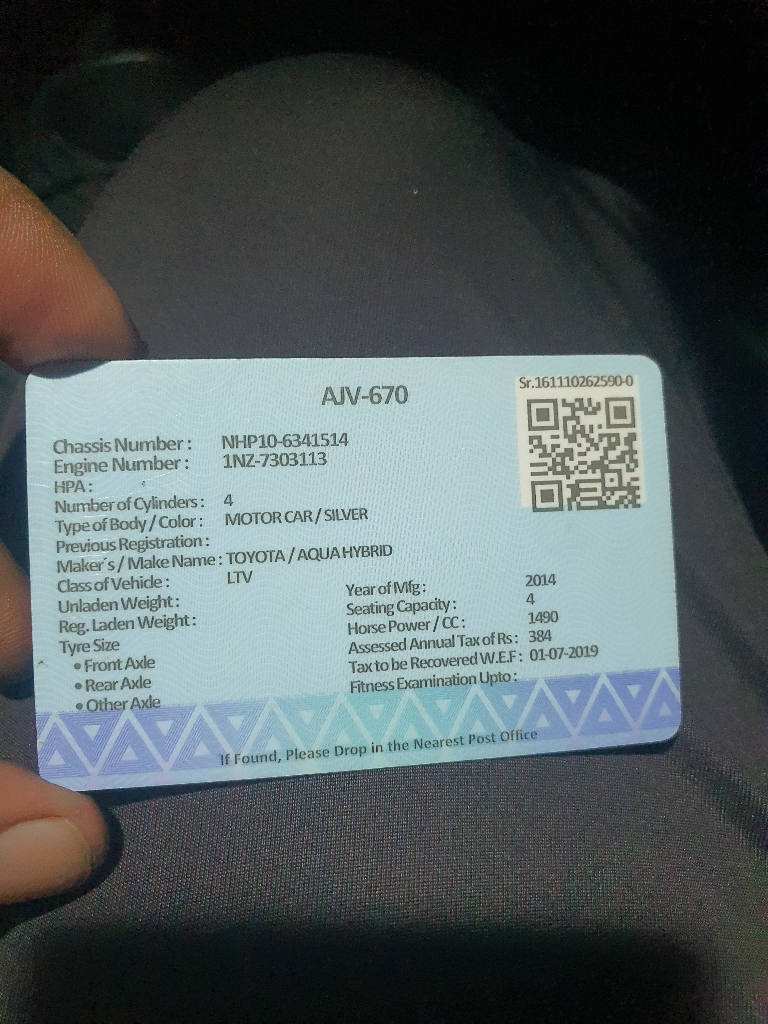 Sr.161110262590-0
AJV-670
Chassis Number : NHP10-6341514
Engine Number : 1NZ-7303113
HPA :
Number of Cylinders : 4
Type of Body / Color : MOTOR CAR / SILVER
Previous Registration :
Maker's / Make Name : TOYOTA / AQUA HYBRID
Class of Vehicle : LTV
Unladen Weight :
Reg. Laden Weight :
Tyre Size
• Front Axle
• Rear Axle
• Other Axle
Year of Mfg : 2014
Seating Capacity : 4
Horse Power / CC : 1490
Assessed Annual Tax of Rs : 384
Tax to be Recovered W.E.F : 01-07-2019
Fitness Examination Upto :
If Found, Please Drop in the Nearest Post Office